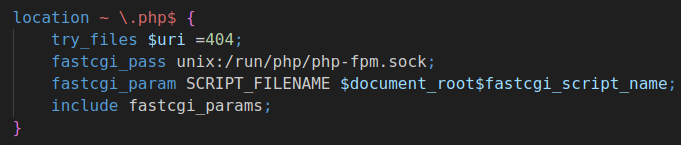 location ~ \.php$ {
    try_files $uri =404;
    fastcgi_pass unix:/run/php/php-fpm.sock;
    fastcgi_param SCRIPT_FILENAME $document_root$fastcgi_script_name;
    include fastcgi_params;
}